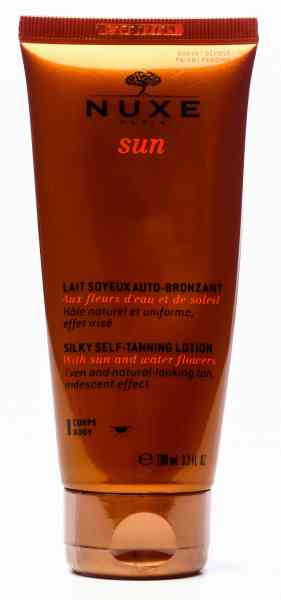 NUXE
PARIS
sun
LAIT SOYEUX AUTO-BRONZANT
Aux fleurs d'eau et de soleil
Hâle naturel et uniforme,
effet irisé
SILKY SELF-TANNING LOTION
With sun and water flowers
Even and natural-looking tan,
iridescent effect
CORPS
BODY
e 100 ml 3.3 FL. OZ